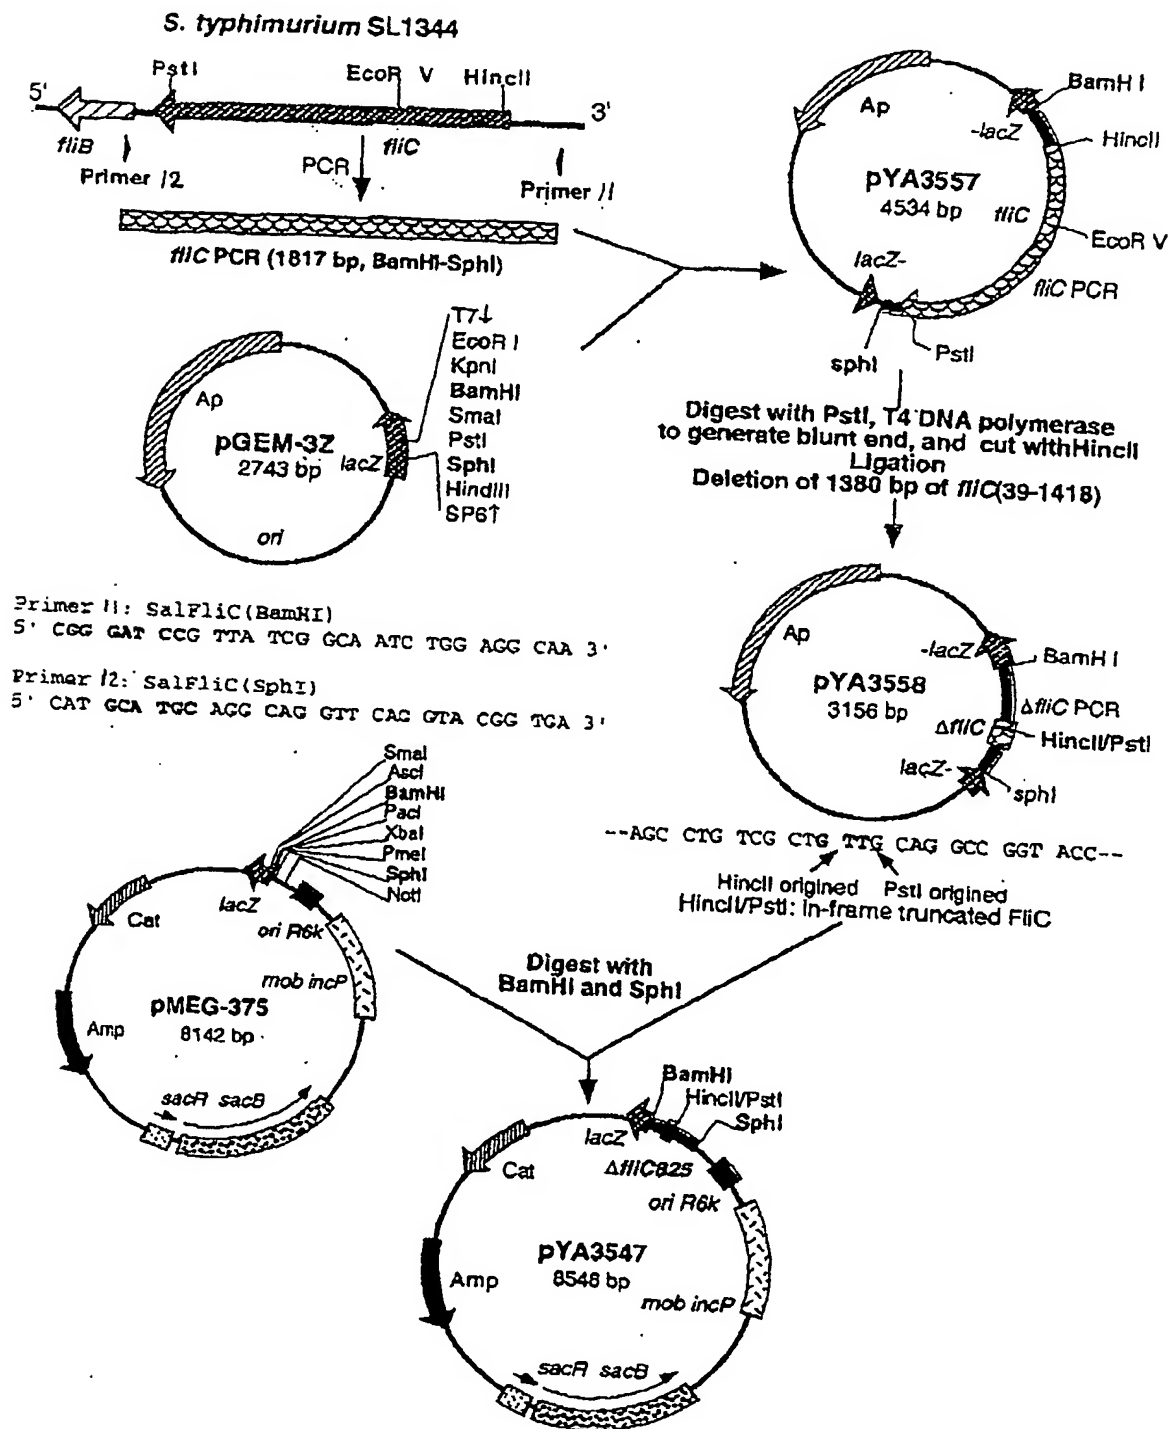 S. typhimurium SL1344
PstI
EcoR V
HincII
5'
3'
fliB
fliC
Primer 12
PCR
Primer 11
fliC PCR (1817 bp, BamHI-SphI)
Ap
-lacZ
BamH I
HincII
pYA3557
4534 bp
fliC
EcoR V
lacZ-
fliC PCR
sphI
PstI
T7↓
EcoR I
KpnI
BamHI
SmaI
PstI
SphI
HindIII
SP6↑
Ap
pGEM-3Z
2743 bp
lacZ
ori
Digest with PstI, T4 DNA polymerase
to generate blunt end, and cut withHincII
Ligation
Deletion of 1380 bp of fliC(39-1418)
Primer 11: SalFliC(BamHI)
5' CGG GAT CCG TTA TCG GCA ATC TGG AGG CAA 3'
Primer 12: SalFliC(SphI)
5' CAT GCA TGC AGG CAG GTT CAG GTA CGG TGA 3'
Ap
-lacZ
BamH I
pYA3558
3156 bp
ΔfliC PCR
ΔfliC
HincII/PstI
lacZ-
sphI
--AGC CTG TCG CTG TTG CAG GCC GGT ACC--
HincII origined PstI origined
HincII/PstI: In-frame truncated FliC
SmaI
AscI
BamHI
PacI
XbaI
PmeI
SphI
NotI
lacZ
Cat
ori R6k
mob incP
pMEG-375
8142 bp
Amp
sacR sacB
Digest with
BamHI and SphI
BamHI
HincII/PstI
SphI
lacZ
ΔfliC825
Cat
ori R6k
pYA3547
8548 bp
Amp
mob incP
sacR sacB